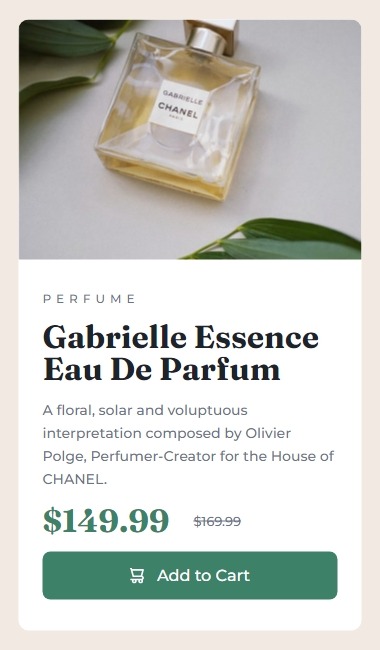 GABRIELLE
CHANEL
PARIS
PERFUME
Gabrielle Essence
Eau De Parfum
A floral, solar and voluptuous
interpretation composed by Olivier
Polge, Perfumer-Creator for the House of
CHANEL.
$149.99 $169.99
Add to Cart